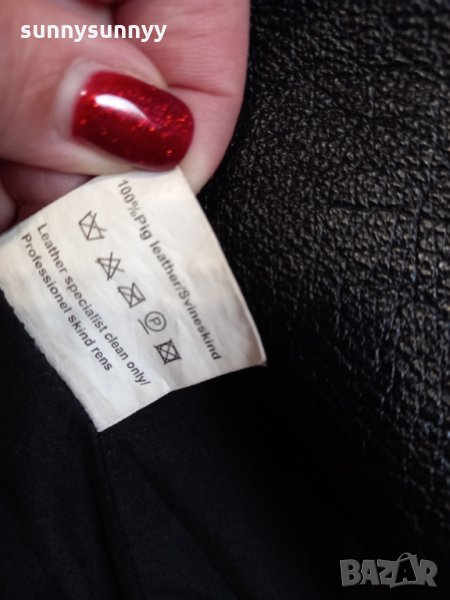 sunnysunnyy
100%Pig leather/Svineskind
P
Leather specialist clean only/
Professionel skind rens
BAZAR